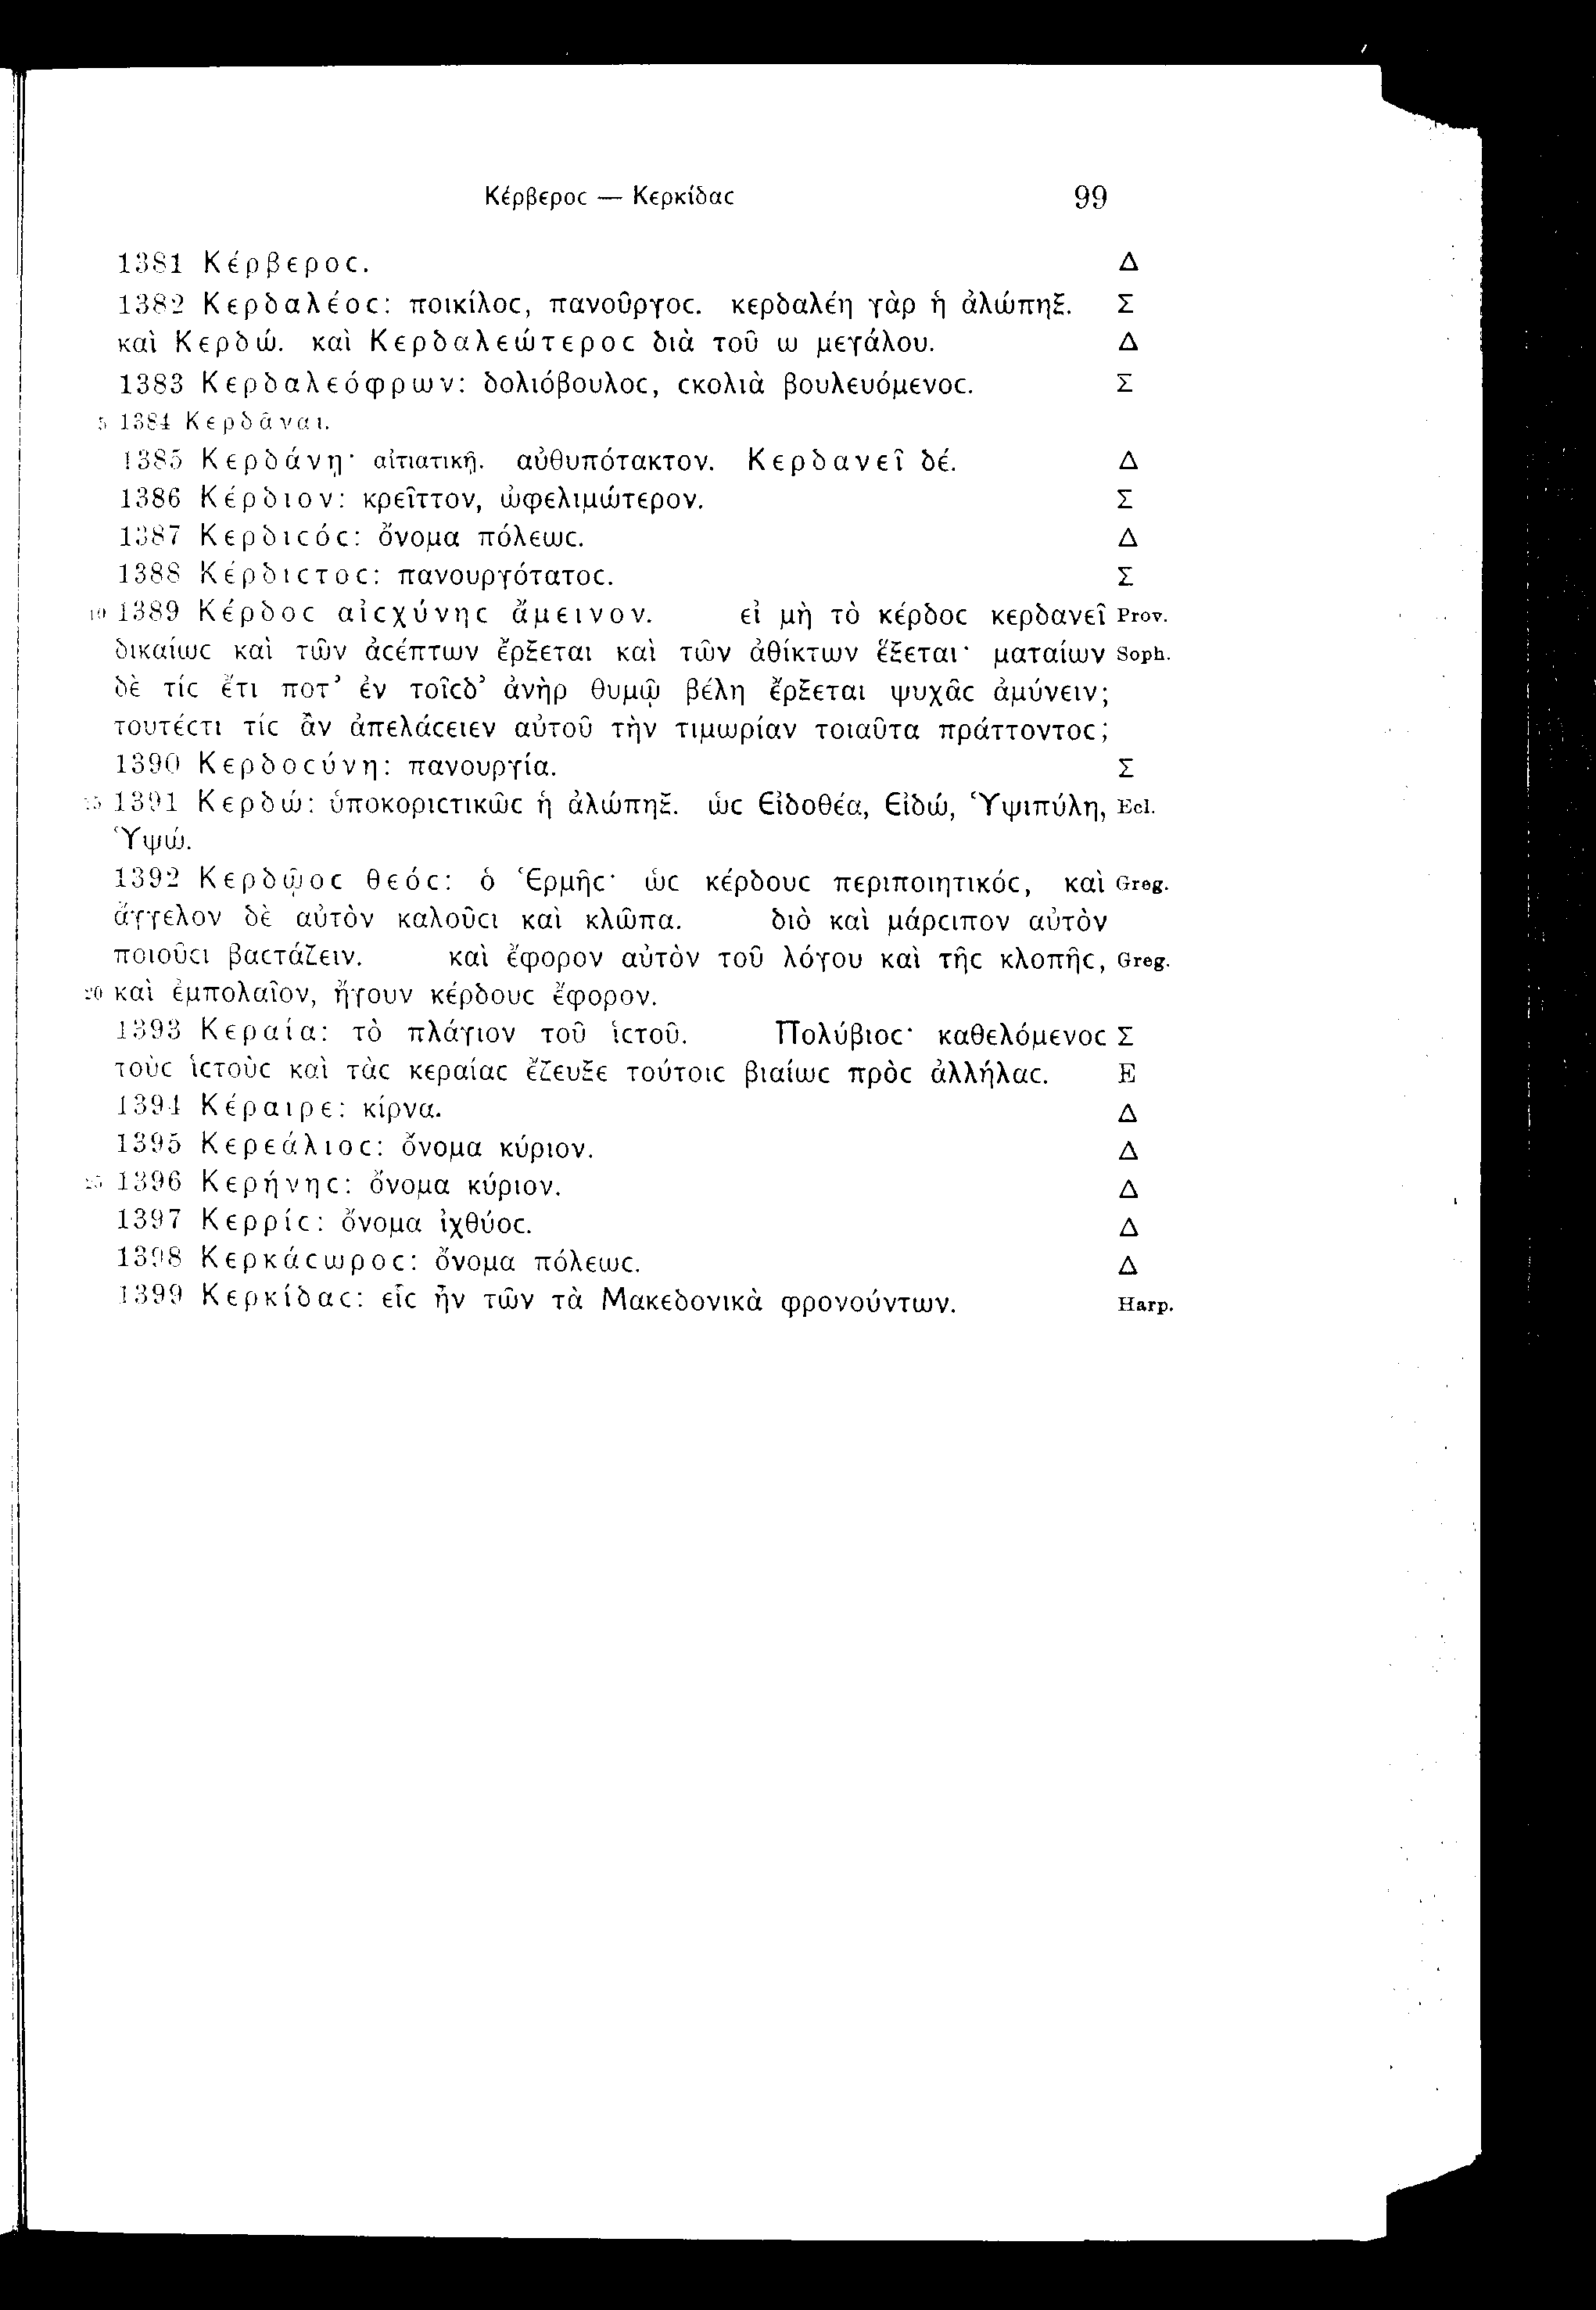 Κέρβεροϲ — Κερκίδαϲ 99
1381 Κέρβεροϲ. Δ
1382 Κερδαλέοϲ: ποικίλοϲ, πανοῦργοϲ. κερδαλέη γὰρ ἡ ἀλώπηξ. Σ
καὶ Κερδώ. καὶ Κερδαλεώτεροϲ διὰ τοῦ ω μεγάλου. Δ
1383 Κερδαλεόφρων: δολιόβουλοϲ, ϲκολιὰ βουλευόμενοϲ. Σ
5 1384 Κερδᾶναι.
1385 Κερδάνῃ· αἰτιατικῇ. αὐθυπότακτον. Κερδανεῖ δέ. Δ
1386 Κέρδιον: κρεῖττον, ὠφελιμώτερον. Σ
1387 Κερδιϲόϲ: ὄνομα πόλεωϲ. Δ
1388 Κέρδιϲτοϲ: πανουργότατοϲ. Σ
10 1389 Κέρδοϲ αἰϲχύνηϲ ἄμεινον. εἰ μὴ τὸ κέρδοϲ κερδανεῖ Prov.
δικαίωϲ καὶ τῶν ἀϲέπτων ἔρξεται καὶ τῶν ἀθίκτων ἕξεται· ματαίων Soph.
δὲ τίϲ ἔτι ποτ’ ἐν τοῖϲδ’ ἀνὴρ θυμῷ βέλη ἔρξεται ψυχᾶϲ ἀμύνειν;
τουτέϲτι τίϲ ἂν ἀπελάϲειεν αὐτοῦ τὴν τιμωρίαν τοιαῦτα πράττοντοϲ;
1390 Κερδοϲύνη: πανουργία. Σ
15 1391 Κερδώ: ὑποκοριϲτικῶϲ ἡ ἀλώπηξ. ὡϲ Εἰδοθέα, Εἰδώ, Ὑψιπύλη, Ecl.
Ὑψώ.
1392 Κερδῷοϲ θεόϲ: ὁ Ἑρμῆϲ· ὡϲ κέρδουϲ περιποιητικόϲ, καὶ Greg.
ἄγγελον δὲ αὐτὸν καλοῦϲι καὶ κλῶπα. διὸ καὶ μάρϲιπον αὐτὸν
ποιοῦϲι βαϲτάζειν. καὶ ἔφορον αὐτὸν τοῦ λόγου καὶ τῆϲ κλοπῆϲ, Greg.
20 καὶ ἐμπολαῖον, ἤγουν κέρδουϲ ἔφορον.
1393 Κεραία: τὸ πλάγιον τοῦ ἱϲτοῦ. Πολύβιοϲ· καθελόμενοϲ Σ
τοὺϲ ἱϲτοὺϲ καὶ τὰϲ κεραίαϲ ἔζευξε τούτοιϲ βιαίωϲ πρὸϲ ἀλλήλαϲ. E
1394 Κέραιρε: κίρνα. Δ
1395 Κερεάλιοϲ: ὄνομα κύριον. Δ
25 1396 Κερήνηϲ: ὄνομα κύριον. Δ
1397 Κερρίϲ: ὄνομα ἰχθύοϲ. Δ
1398 Κερκάϲωροϲ: ὄνομα πόλεωϲ. Δ
1399 Κερκίδαϲ: εἷϲ ἦν τῶν τὰ Μακεδονικὰ φρονούντων. Harp.